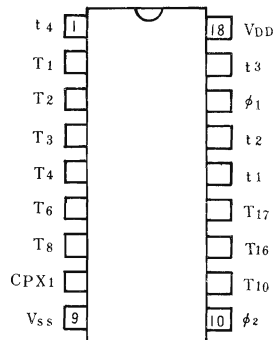 t4 1 18 VDD
T1 t3
T2 ϕ1
T3 t2
T4 t1
T6 T17
T8 T16
CPX1 T10
Vss 9 10 ϕ2